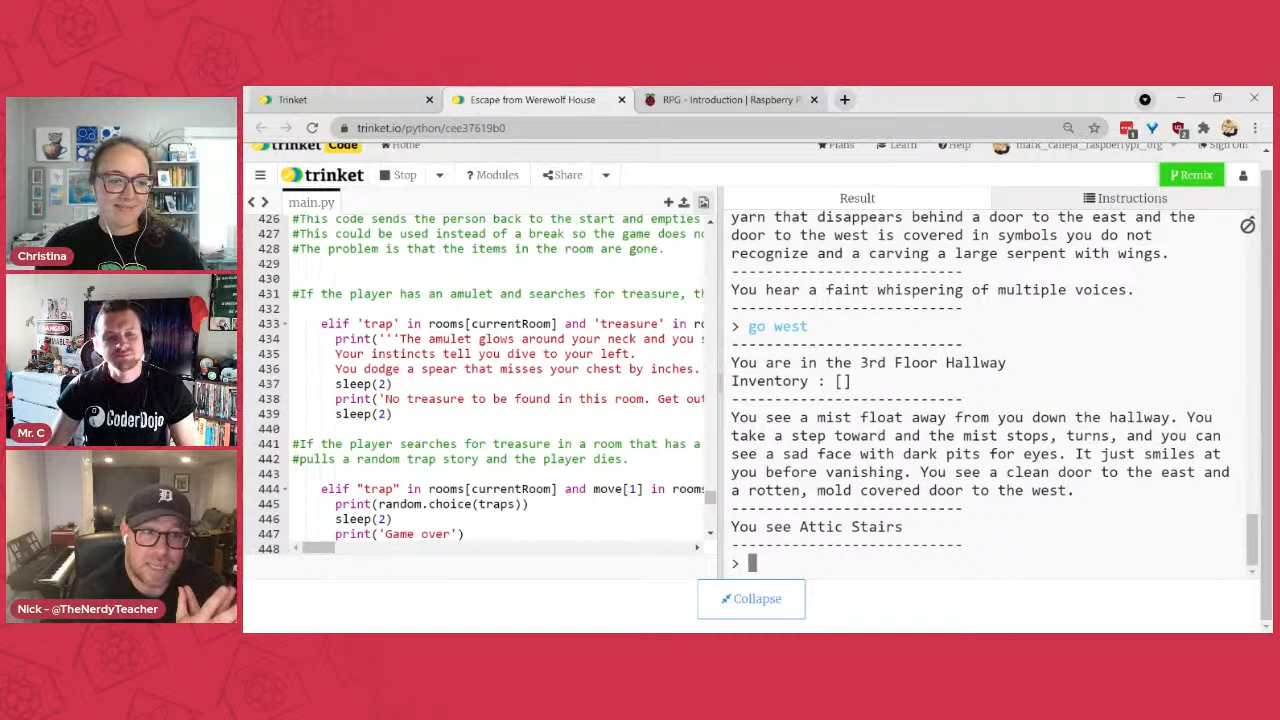 Trinket
Escape from Werewolf House
RPG - Introduction | Raspberry P
trinket.io/python/cee37619b0
trinket Code
Home
Plans
Learn
Help
mark_calleja_raspberrypi_org
Sign Out
trinket
Stop
Modules
Share
Remix
main.py
Result
Instructions
426 #This code sends the person back to the start and empties
427 #This could be used instead of a break so the game does no
428 #The problem is that the items in the room are gone.
429
430
431 #If the player has an amulet and searches for treasure, th
432
433 elif 'trap' in rooms[currentRoom] and 'treasure' in ro
434 print('''The amulet glows around your neck and you s
435 Your instincts tell you dive to your left.
436 You dodge a spear that misses your chest by inches.
437 sleep(2)
438 print('No treasure to be found in this room. Get out
439 sleep(2)
440
441 #If the player searches for treasure in a room that has a
442 #pulls a random trap story and the player dies.
443
444 elif "trap" in rooms[currentRoom] and move[1] in rooms
445 print(random.choice(traps))
446 sleep(2)
447 print('Game over')
448
yarn that disappears behind a door to the east and the
door to the west is covered in symbols you do not
recognize and a carving a large serpent with wings.
---------------------------
You hear a faint whispering of multiple voices.
---------------------------
> go west
---------------------------
You are in the 3rd Floor Hallway
Inventory : []
---------------------------
You see a mist float away from you down the hallway. You
take a step toward and the mist stops, turns, and you can
see a sad face with dark pits for eyes. It just smiles at
you before vanishing. You see a clean door to the east and
a rotten, mold covered door to the west.
---------------------------
You see Attic Stairs
---------------------------
>
Collapse
Christina
DANGER
CoderDojo
Mr. C
D
Nick - @TheNerdyTeacher